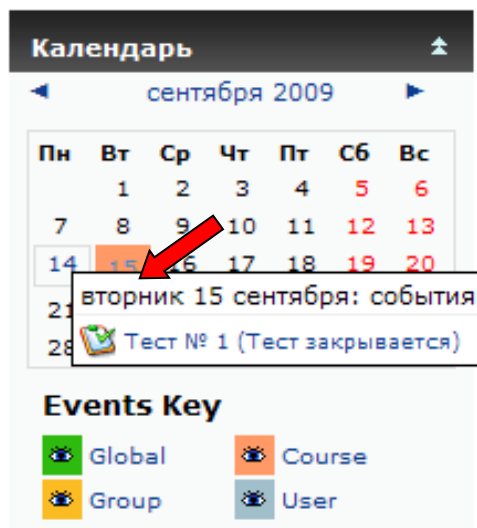 Календарь
сентября 2009
Пн Вт Ср Чт Пт Сб Вс
1 2 3 4 5 6
7 8 9 10 11 12 13
14 15 16 17 18 19 20
21
28
вторник 15 сентября: события
Тест № 1 (Тест закрывается)
Events Key
Global Course
Group User